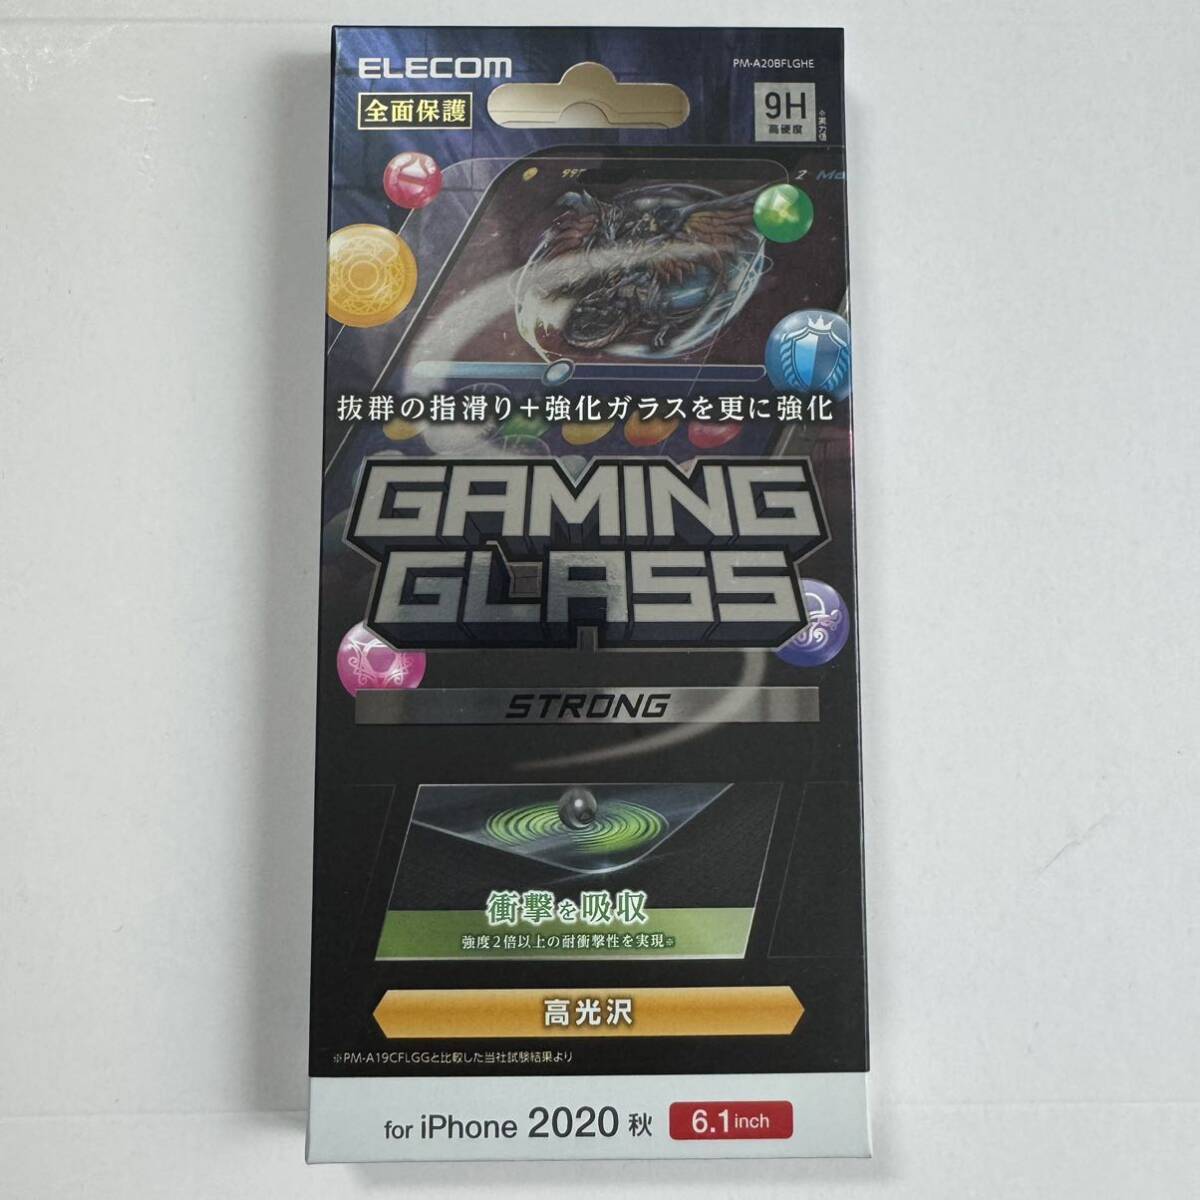 ELECOM
PM-A20BFLGHE
全面保護
9H
高硬度
997
2
抜群の指滑り+強化ガラスを更に強化
GAMING
GLASS
STRONG
衝撃を吸収
強度2倍以上の耐衝撃性を実現※
高光沢
※PM-A19CFLGGと比較した当社試験結果より
for iPhone 2020 秋 6.1inch